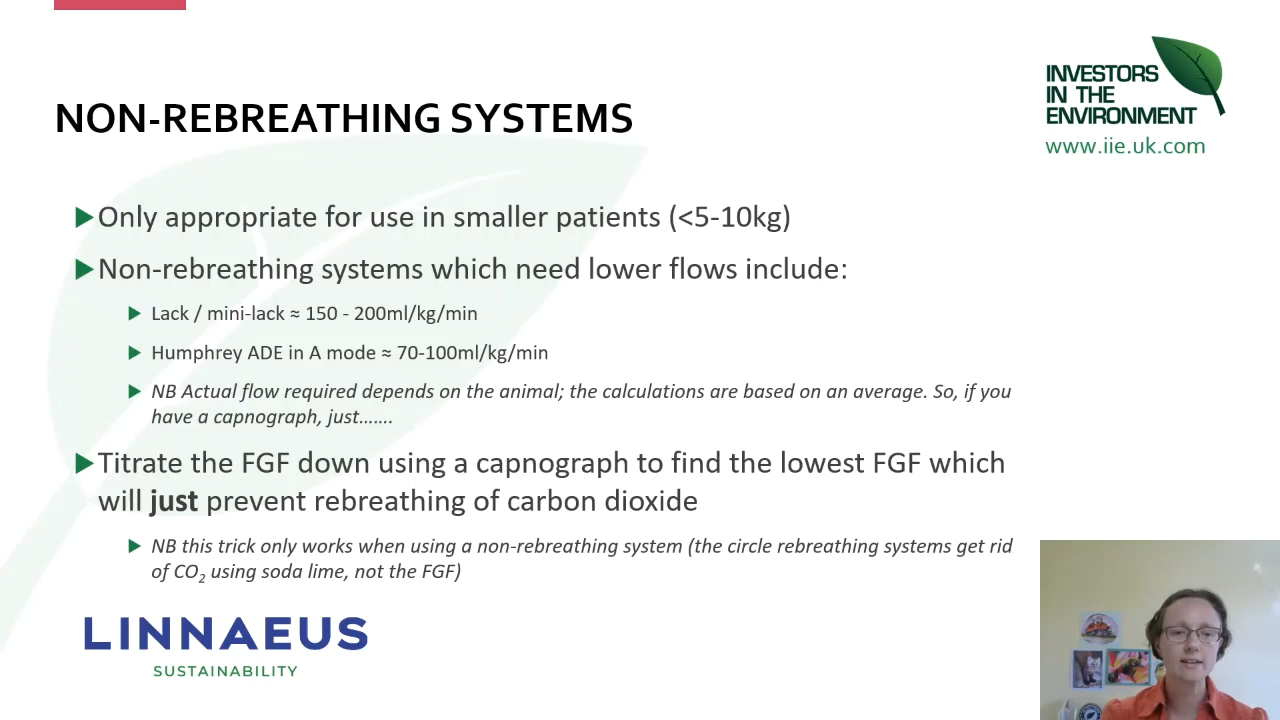 INVESTORS
IN THE
ENVIRONMENT
www.iie.uk.com
NON-REBREATHING SYSTEMS
Only appropriate for use in smaller patients (<5-10kg)
Non-rebreathing systems which need lower flows include:
Lack / mini-lack ≈ 150 - 200ml/kg/min
Humphrey ADE in A mode ≈ 70-100ml/kg/min
NB Actual flow required depends on the animal; the calculations are based on an average. So, if you
have a capnograph, just…….
Titrate the FGF down using a capnograph to find the lowest FGF which
will just prevent rebreathing of carbon dioxide
NB this trick only works when using a non-rebreathing system (the circle rebreathing systems get rid
of CO₂ using soda lime, not the FGF)
LINNAEUS
SUSTAINABILITY